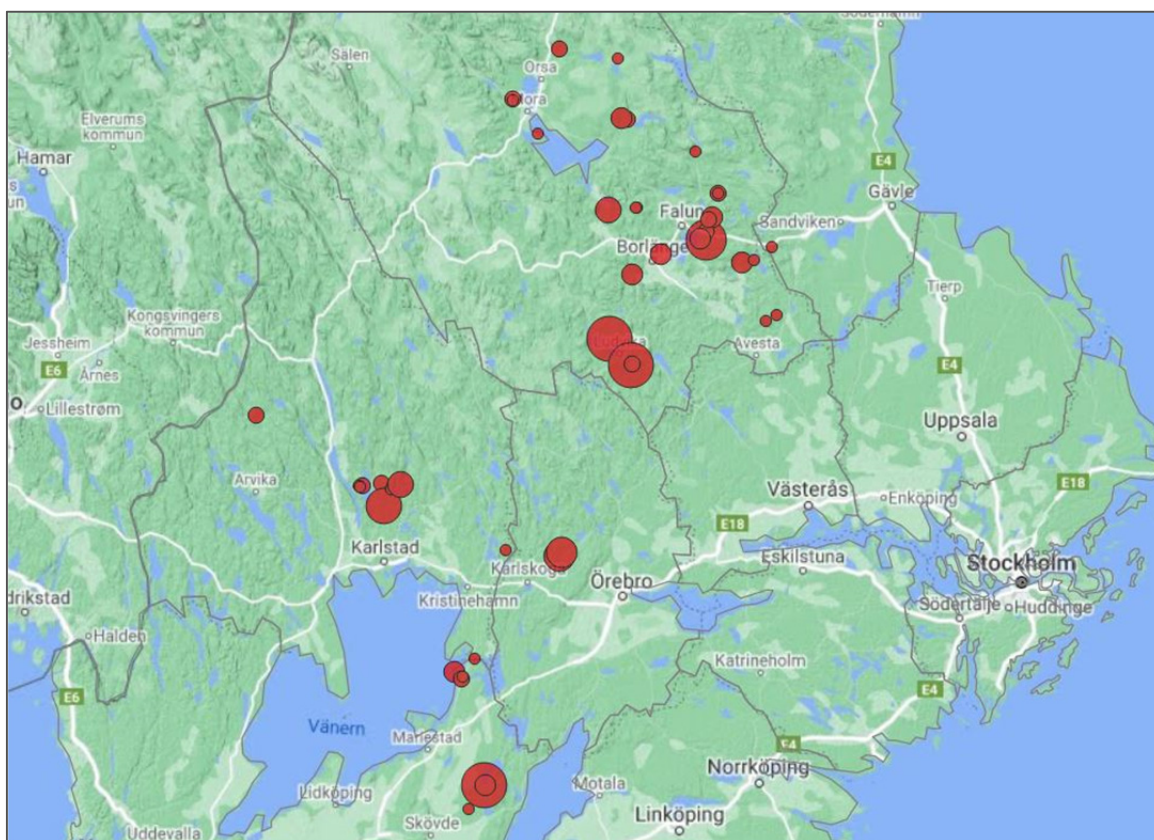 Sälen
Orsa
Mora
Elverums
kommun
Hamar
E4
Gävle
Falun
Sandviken
Borlänge
Tierp
Kongsvingers
kommun
Jessheim
Årnes
Avesta
E6
E4
Lillestrøm
Uppsala
Arvika
E18
Västerås
Enköping
E18
Karlstad
Eskilstuna
Stockholm
Karlskoga
Örebro
Kristinehamn
Södertälje
Huddinge
Halden
Katrineholm
E4
E6
Vänern
Mariestad
E4
Norrköping
Motala
Lidköping
Linköping
Skövde
Uddevalla